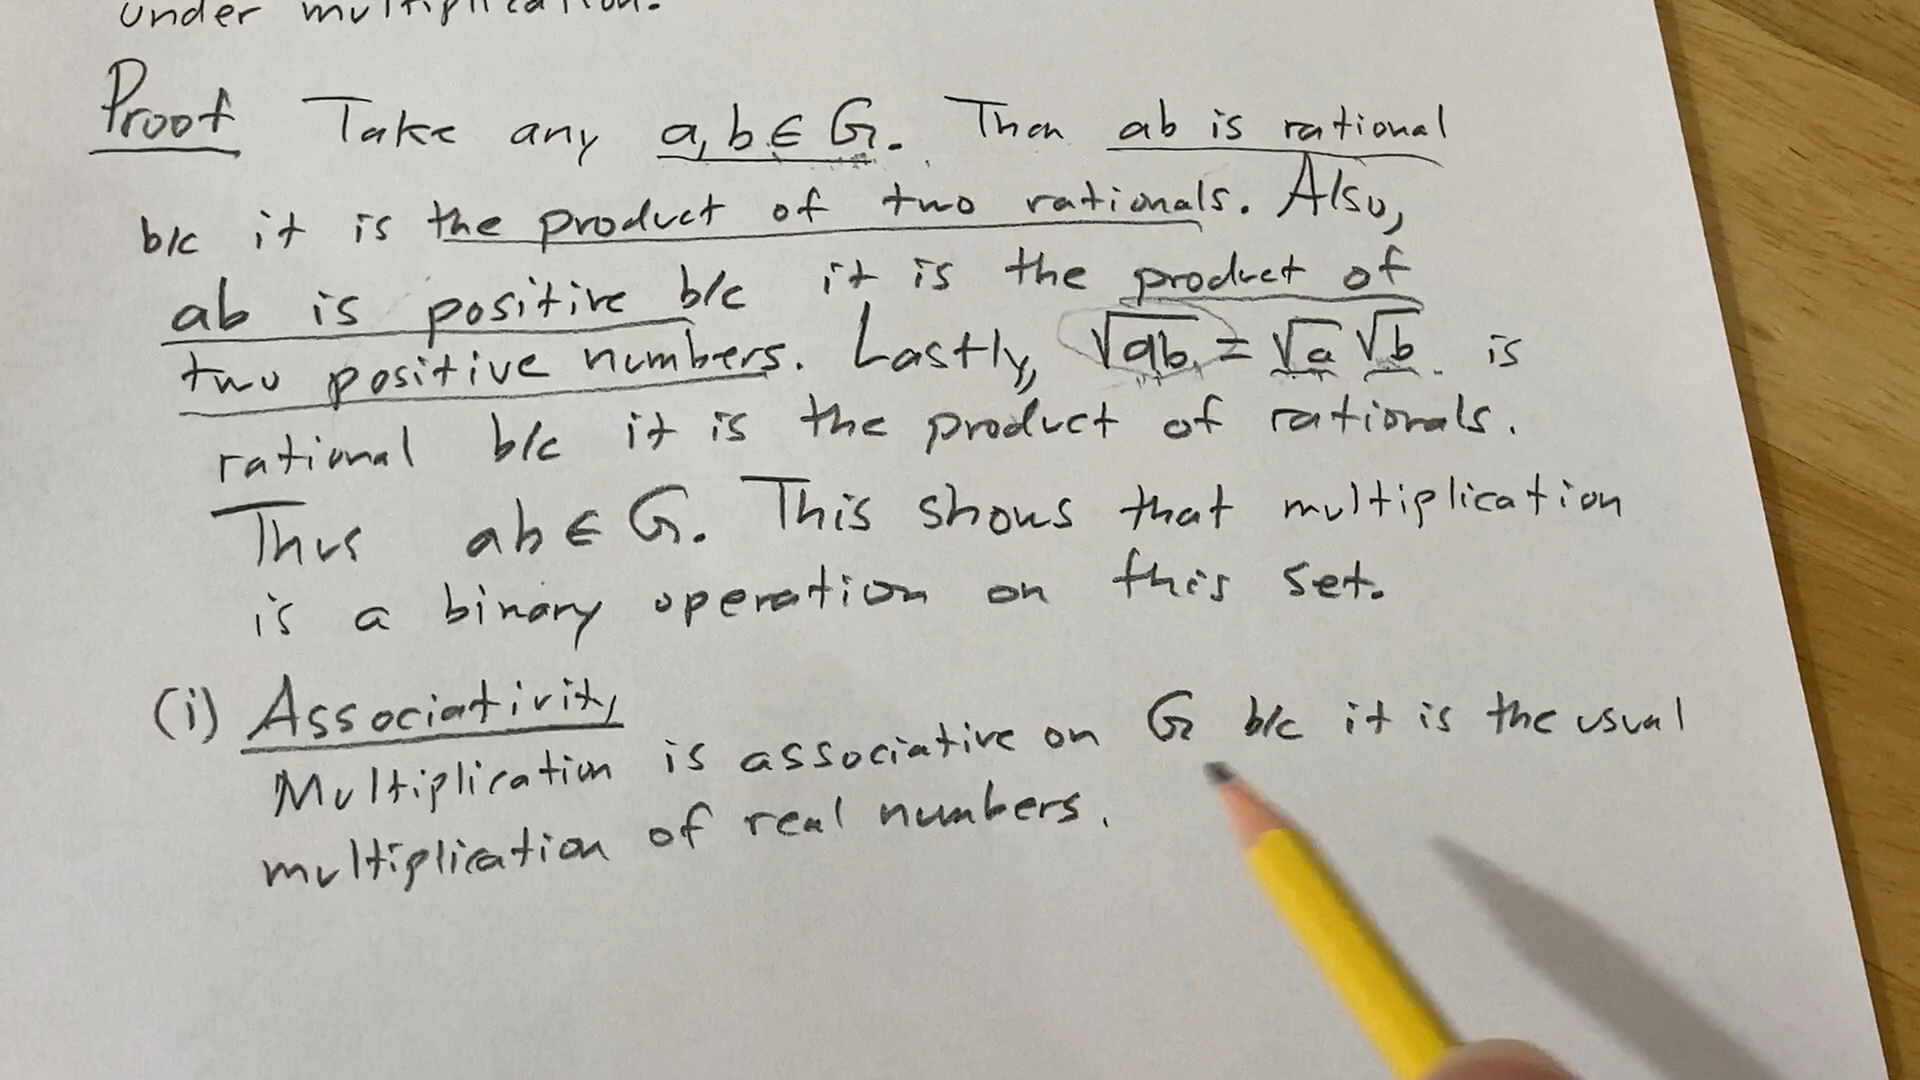 under multiplication.
Proof Take any a, b ∈ G. Then ab is rational
b/c it is the product of two rationals. Also,
ab is positive b/c it is the product of
two positive numbers. Lastly, √ab = √a √b is
rational b/c it is the product of rationals.
Thus ab ∈ G. This shows that multiplication
is a binary operation on this set.
(i) Associativity
Multiplication is associative on G b/c it is the usual
multiplication of real numbers.